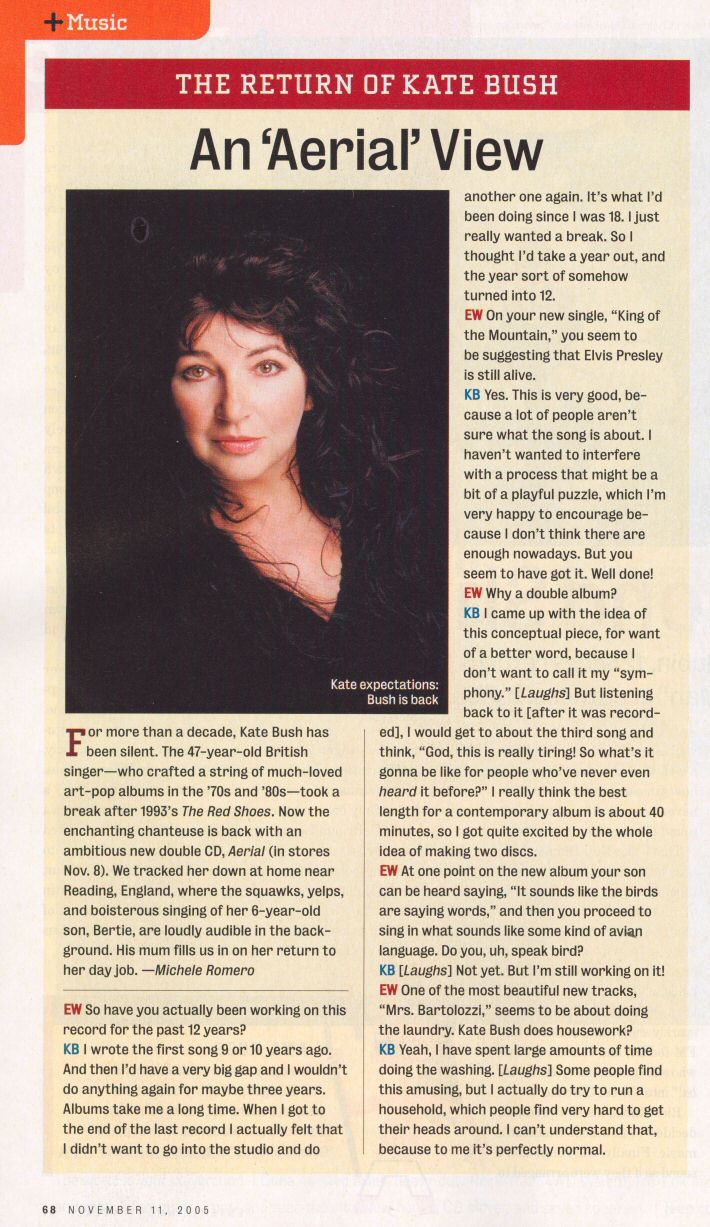 +Music
THE RETURN OF KATE BUSH
An ‘Aerial’ View
Kate expectations:
Bush is back
For more than a decade, Kate Bush has
been silent. The 47-year-old British
singer—who crafted a string of much-loved
art-pop albums in the ’70s and ’80s—took a
break after 1993’s The Red Shoes. Now the
enchanting chanteuse is back with an
ambitious new double CD, Aerial (in stores
Nov. 8). We tracked her down at home near
Reading, England, where the squawks, yelps,
and boisterous singing of her 6-year-old
son, Bertie, are loudly audible in the back-
ground. His mum fills us in on her return to
her day job. —Michele Romero
EW So have you actually been working on this
record for the past 12 years?
KB I wrote the first song 9 or 10 years ago.
And then I’d have a very big gap and I wouldn’t
do anything again for maybe three years.
Albums take me a long time. When I got to
the end of the last record I actually felt that
I didn’t want to go into the studio and do
another one again. It’s what I’d
been doing since I was 18. I just
really wanted a break. So I
thought I’d take a year out, and
the year sort of somehow
turned into 12.
EW On your new single, “King of
the Mountain,” you seem to
be suggesting that Elvis Presley
is still alive.
KB Yes. This is very good, be-
cause a lot of people aren’t
sure what the song is about. I
haven’t wanted to interfere
with a process that might be a
bit of a playful puzzle, which I’m
very happy to encourage be-
cause I don’t think there are
enough nowadays. But you
seem to have got it. Well done!
EW Why a double album?
KB I came up with the idea of
this conceptual piece, for want
of a better word, because I
don’t want to call it my “sym-
phony.” [Laughs] But listening
back to it [after it was record-
ed], I would get to about the third song and
think, “God, this is really tiring! So what’s it
gonna be like for people who’ve never even
heard it before?” I really think the best
length for a contemporary album is about 40
minutes, so I got quite excited by the whole
idea of making two discs.
EW At one point on the new album your son
can be heard saying, “It sounds like the birds
are saying words,” and then you proceed to
sing in what sounds like some kind of avian
language. Do you, uh, speak bird?
KB [Laughs] Not yet. But I’m still working on it!
EW One of the most beautiful new tracks,
“Mrs. Bartolozzi,” seems to be about doing
the laundry. Kate Bush does housework?
KB Yeah, I have spent large amounts of time
doing the washing. [Laughs] Some people find
this amusing, but I actually do try to run a
household, which people find very hard to get
their heads around. I can’t understand that,
because to me it’s perfectly normal.
68 NOVEMBER 11, 2005